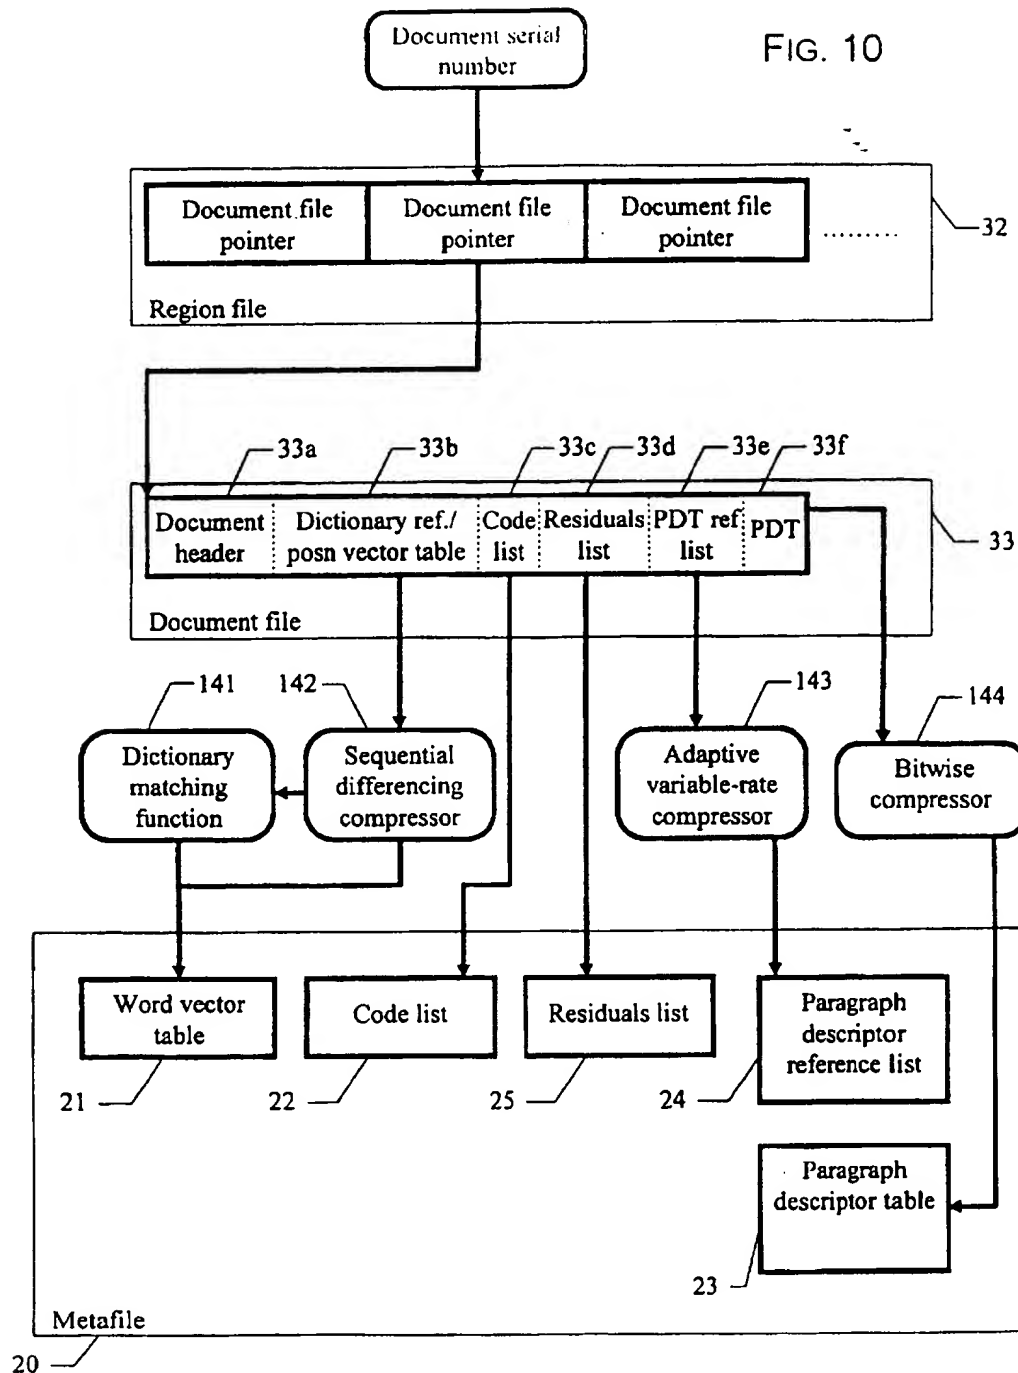 Document serial
number
FIG. 10
Document file
pointer
Document file
pointer
Document file
pointer
.........
32
Region file
33a
33b
33c
33d
33e
33f
Document
header
Dictionary ref./
posn vector table
Code
list
Residuals
list
PDT ref
list
PDT
33
Document file
141
142
143
144
Dictionary
matching
function
Sequential
differencing
compressor
Adaptive
variable-rate
compressor
Bitwise
compressor
Word vector
table
Code list
Residuals list
Paragraph
descriptor
reference list
21
22
25
24
Paragraph
descriptor table
23
Metafile
20